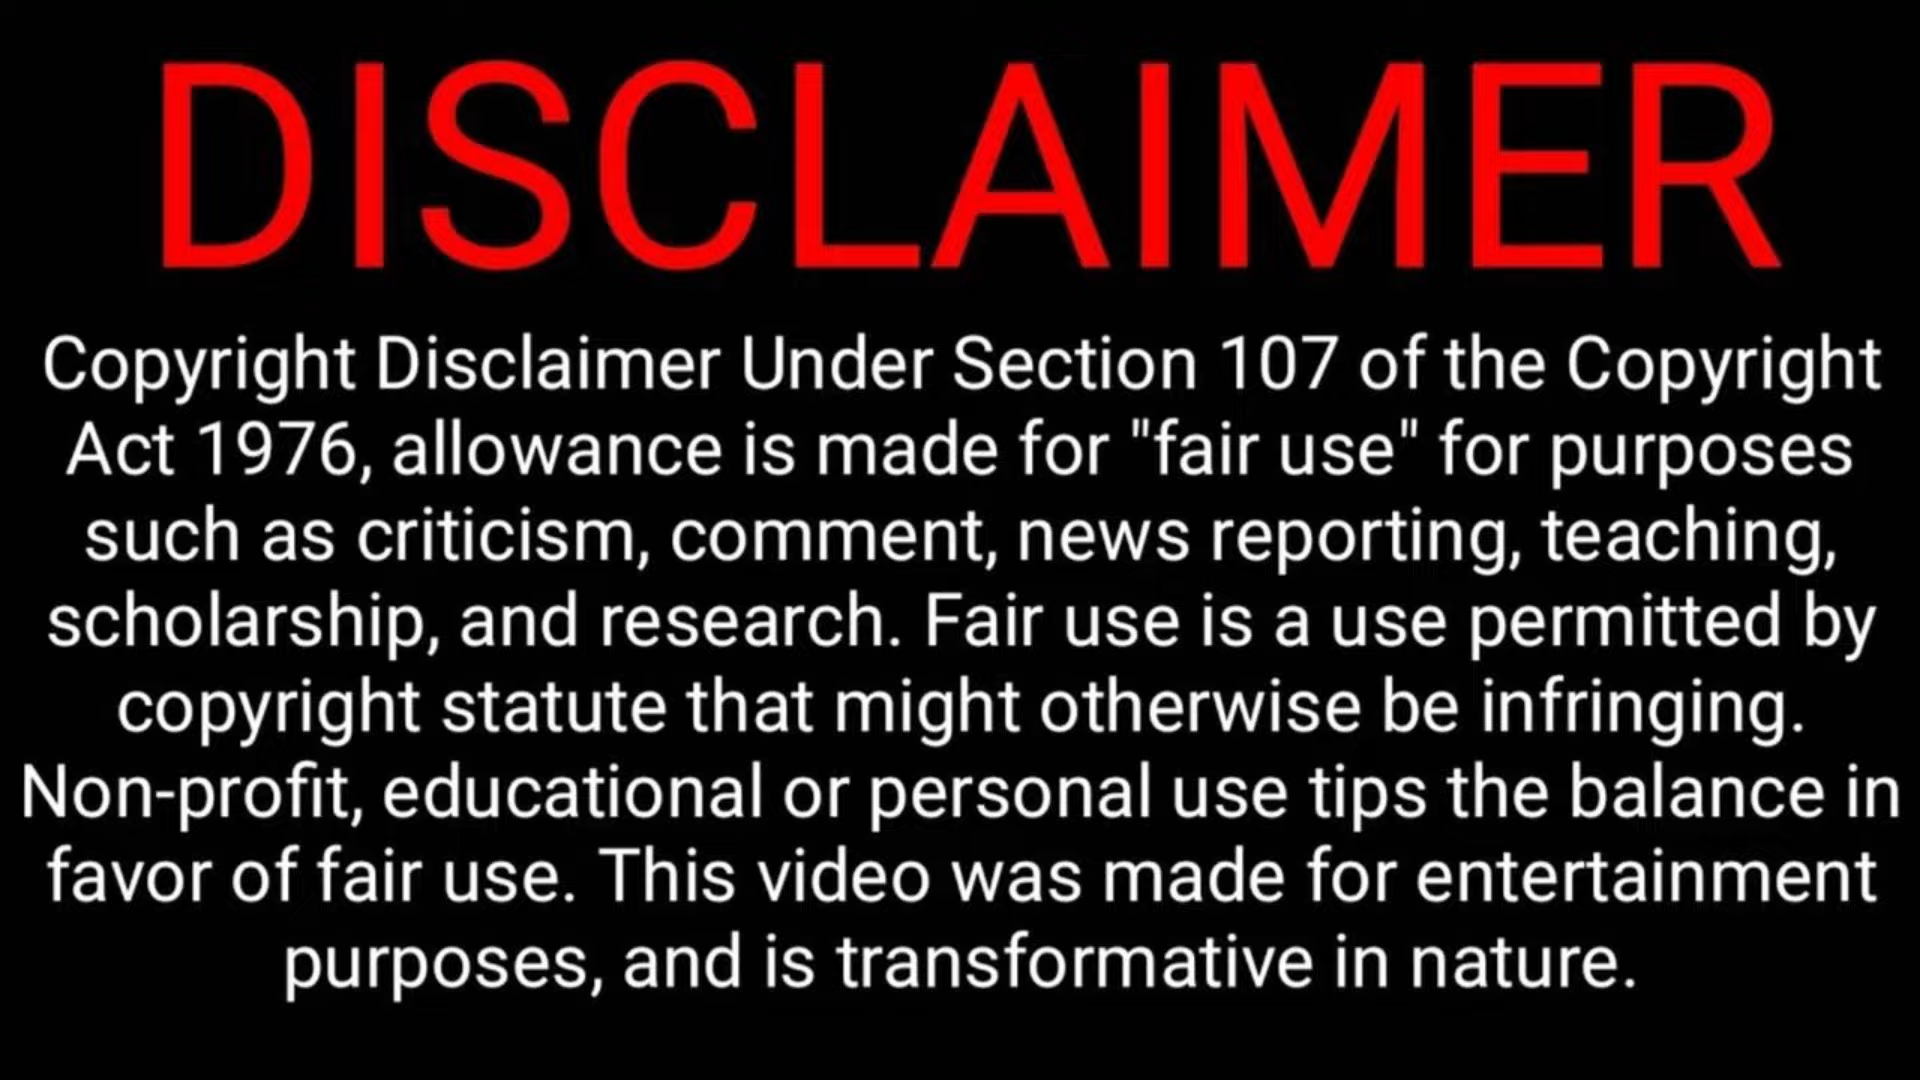 DISCLAIMER
Copyright Disclaimer Under Section 107 of the Copyright
Act 1976, allowance is made for "fair use" for purposes
such as criticism, comment, news reporting, teaching,
scholarship, and research. Fair use is a use permitted by
copyright statute that might otherwise be infringing.
Non-profit, educational or personal use tips the balance in
favor of fair use. This video was made for entertainment
purposes, and is transformative in nature.